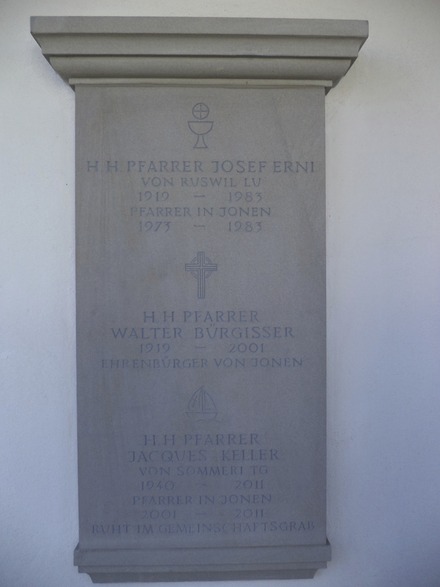 H.H. PFARRER JOSEF ERNI
VON RUSWIL LU
1919 – 1983
PFARRER IN JONEN
1973 – 1983
H.H. PFARRER
WALTER BÜRGISSER
1919 – 2001
EHRENBÜRGER VON JONEN
H.H. PFARRER
JACQUES KELLER
VON SOMMERI TG
1940 – 2011
PFARRER IN JONEN
2001 – 2011
RUHT IM GEMEINSCHAFTSGRAB